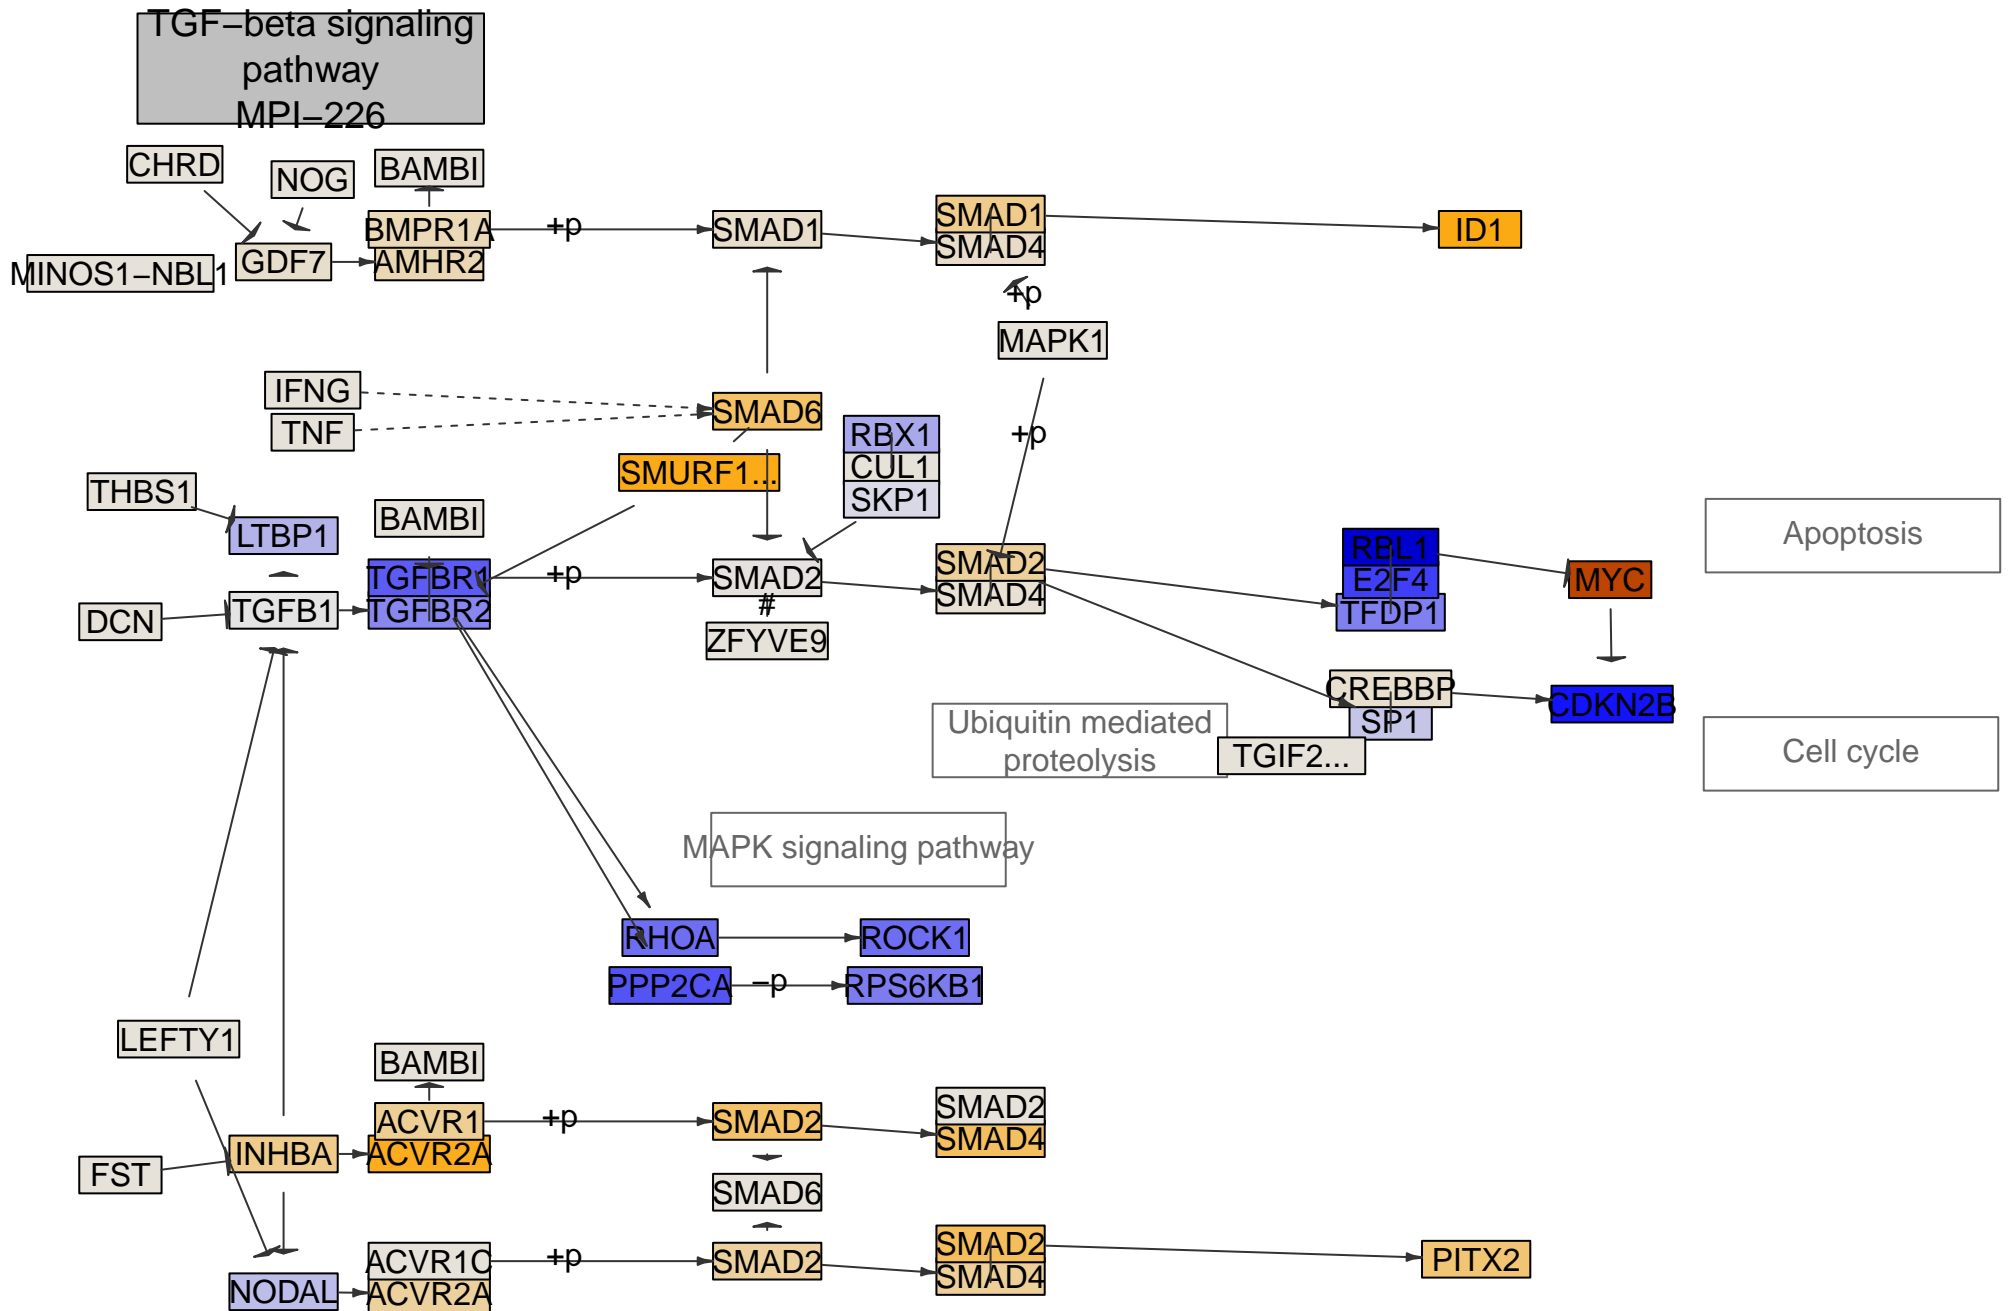 TGF−beta signaling
pathway
MPI−226
CHRD
NOG
BAMBI
BMPR1A
+p
SMAD1
SMAD1
SMAD4
ID1
MINOS1−NBL1
GDF7
AMHR2
+p
MAPK1
IFNG
TNF
SMAD6
RBX1
CUL1
SKP1
+p
SMURF1...
THBS1
LTBP1
BAMBI
TGFBR1
TGFBR2
+p
SMAD2
#
ZFYVE9
SMAD2
SMAD4
RBL1
E2F4
TFDP1
MYC
Apoptosis
DCN
TGFB1
CREBBP
SP1
TGIF2...
CDKN2B
Ubiquitin mediated
proteolysis
Cell cycle
MAPK signaling pathway
RHOA
ROCK1
PPP2CA
−p
RPS6KB1
LEFTY1
BAMBI
ACVR1
ACVR2A
+p
SMAD2
SMAD2
SMAD4
INHBA
FST
SMAD6
ACVR1C
ACVR2A
+p
SMAD2
SMAD2
SMAD4
PITX2
NODAL